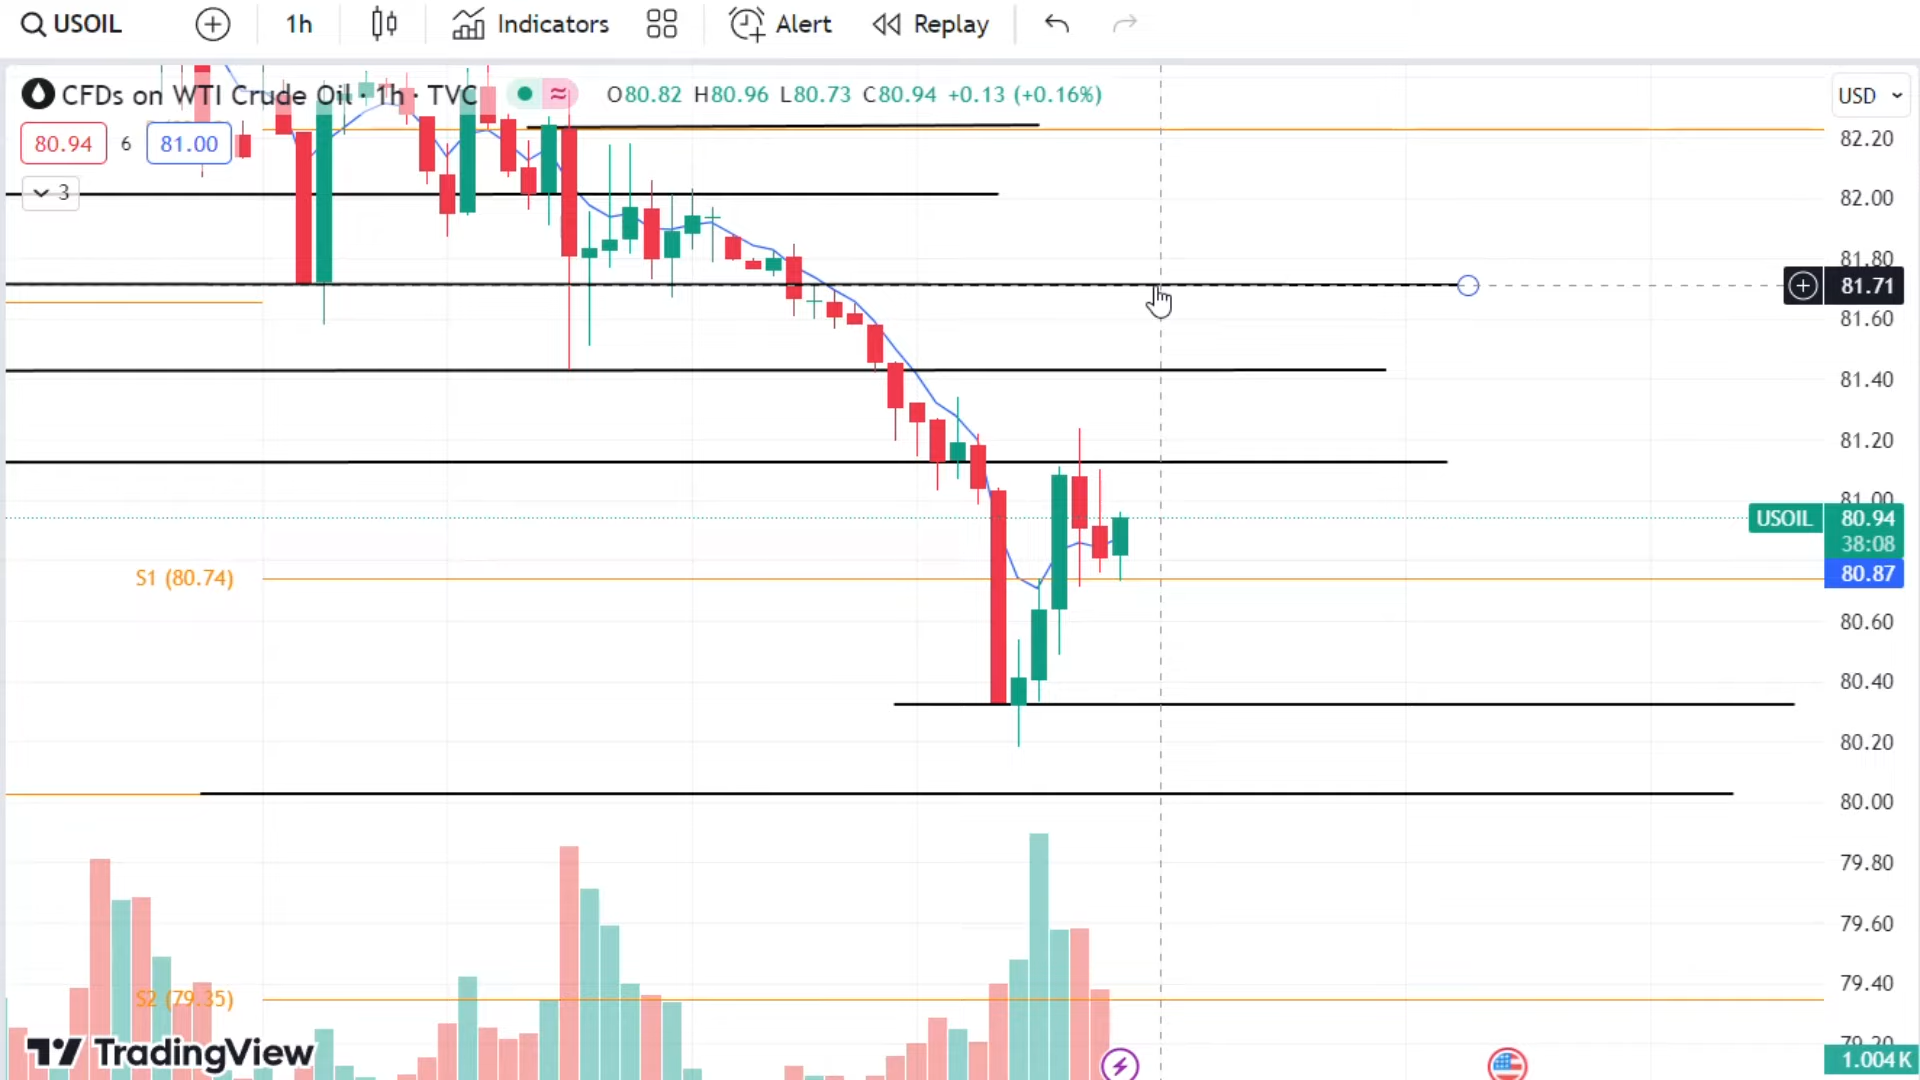 USOIL 1h Indicators Alert Replay
CFDs on WTI Crude Oil · 1h · TVC O80.82 H80.96 L80.73 C80.94 +0.13 (+0.16%)
USD
80.94 6 81.00
3
82.20
82.00
81.80
81.71
81.60
81.40
81.20
81.00
USOIL 80.94
38:08
80.87
S1 (80.74)
80.60
80.40
80.20
80.00
79.80
79.60
79.40
S2 (79.35)
79.20
TradingView
1.004K